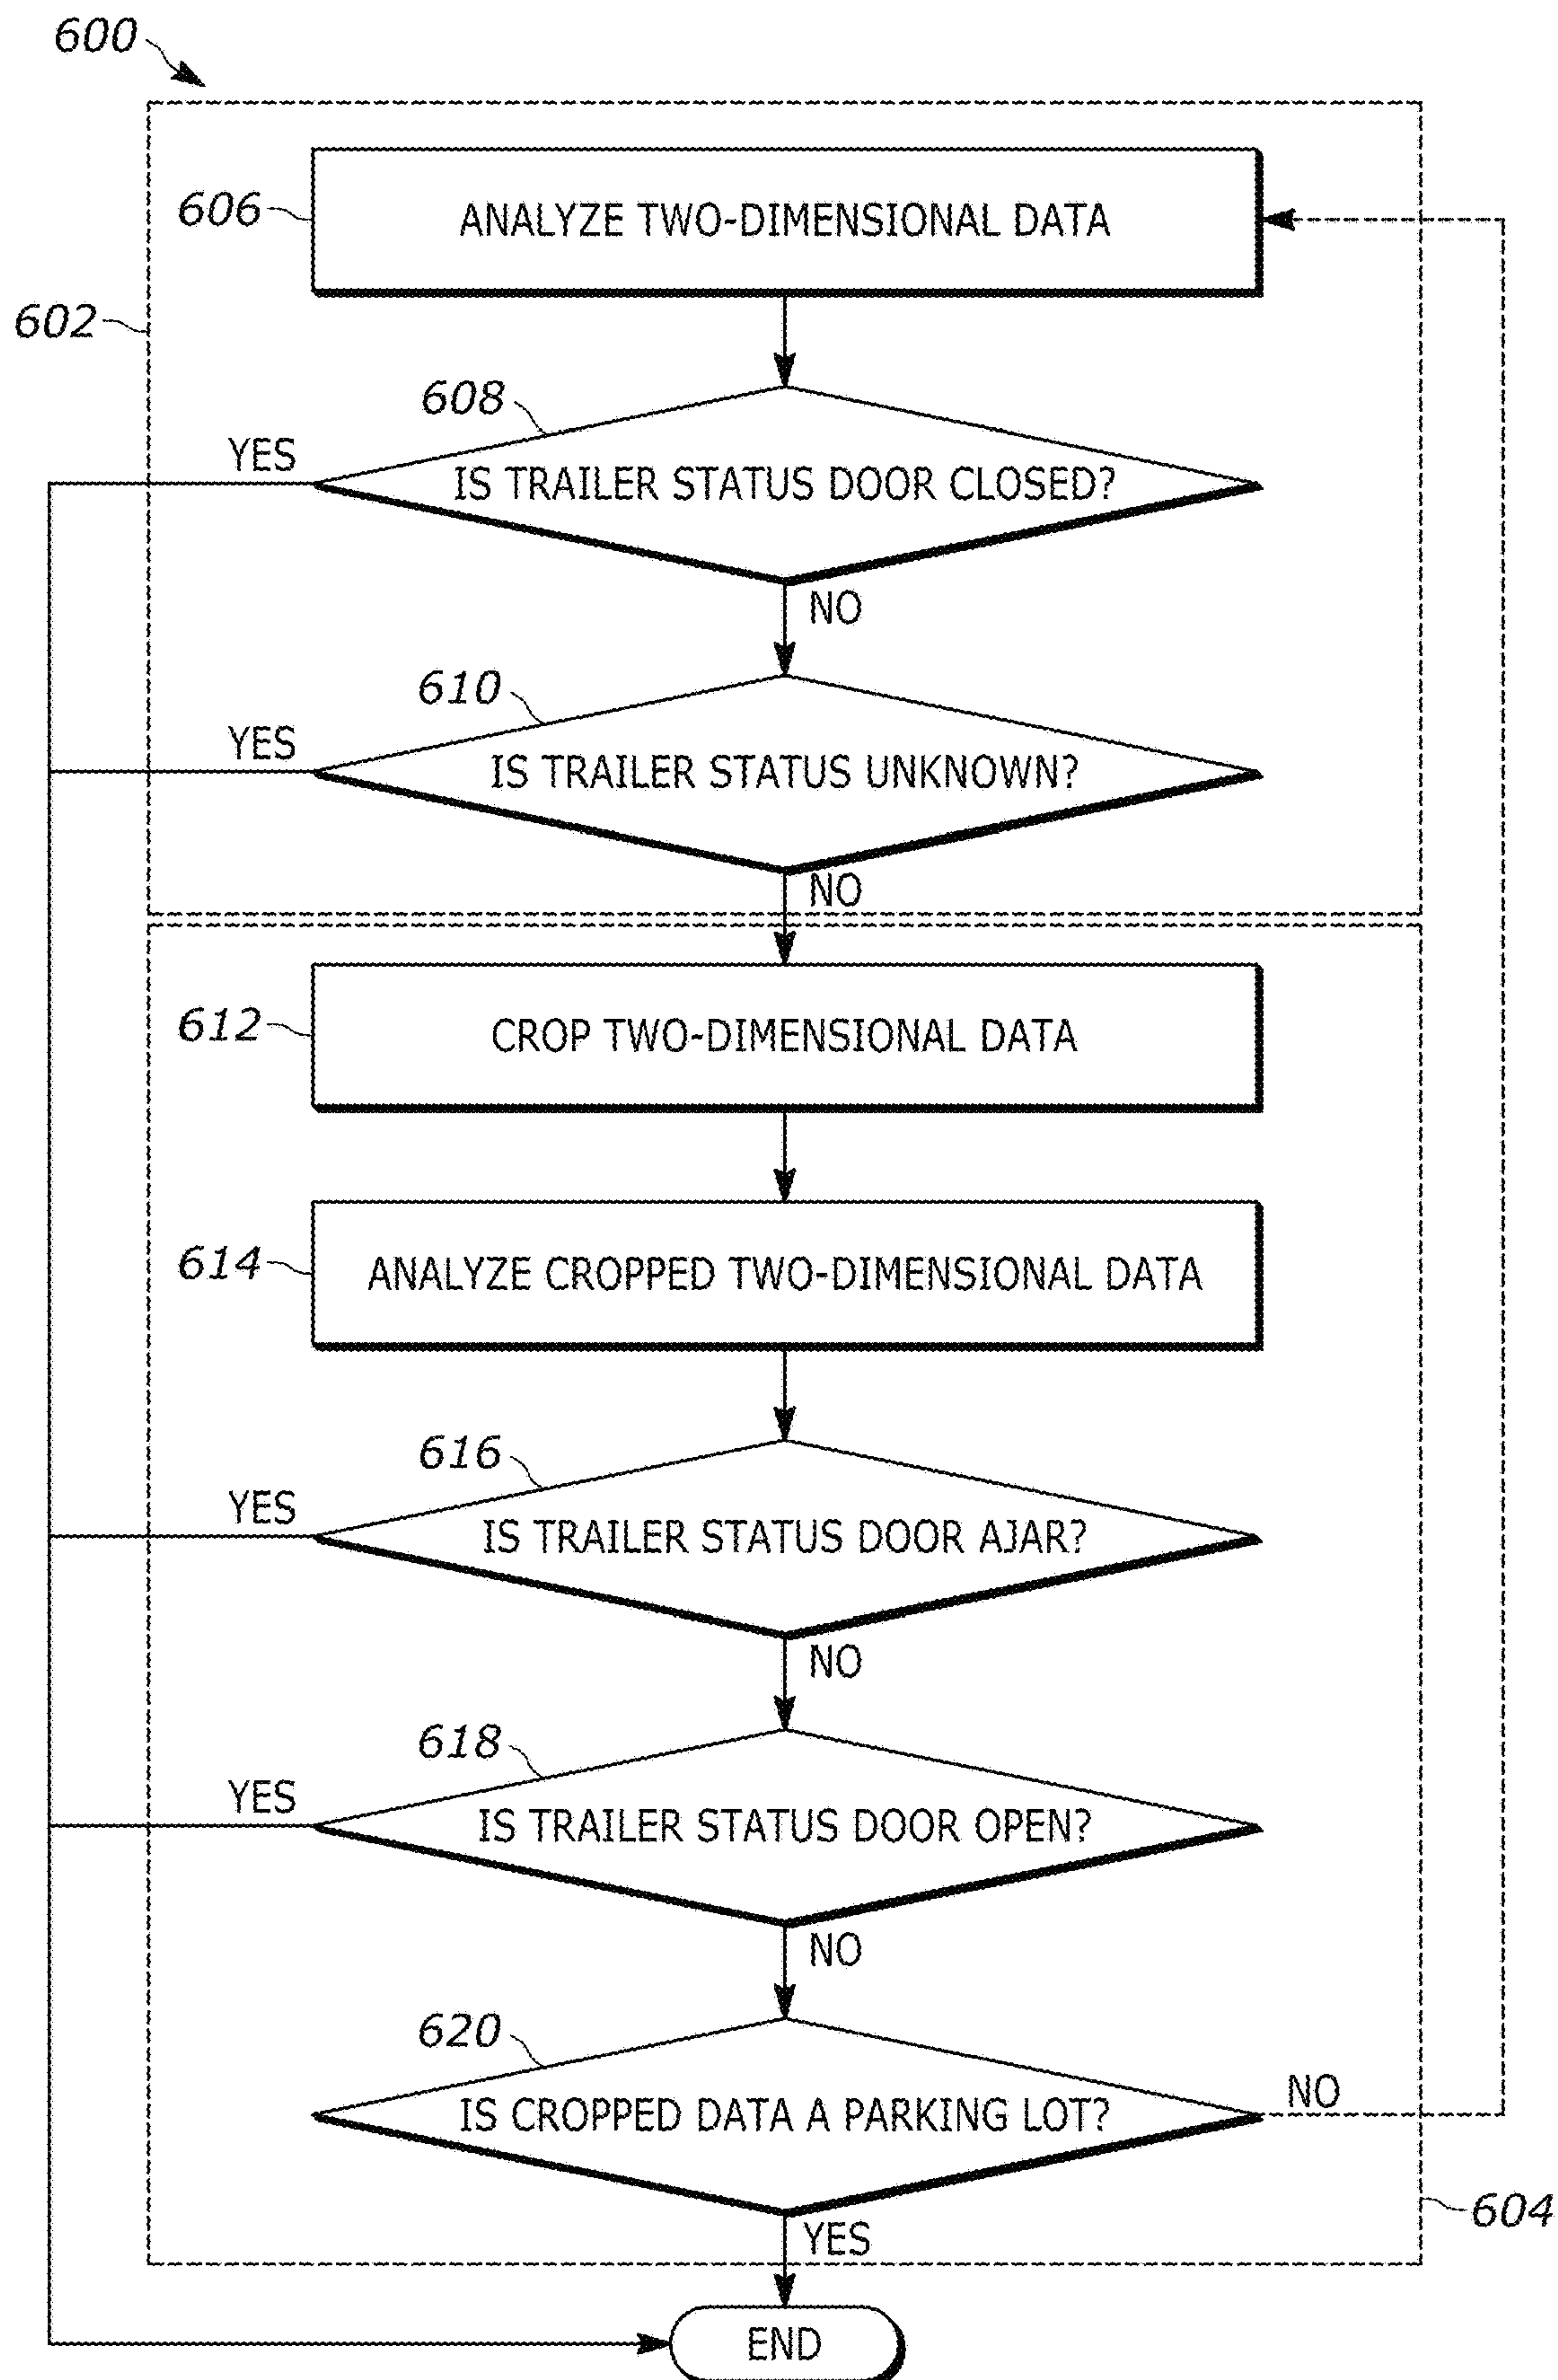 600
606
ANALYZE TWO-DIMENSIONAL DATA
602
608
YES
IS TRAILER STATUS DOOR CLOSED?
NO
610
YES
IS TRAILER STATUS UNKNOWN?
NO
612
CROP TWO-DIMENSIONAL DATA
614
ANALYZE CROPPED TWO-DIMENSIONAL DATA
616
YES
IS TRAILER STATUS DOOR AJAR?
NO
618
YES
IS TRAILER STATUS DOOR OPEN?
NO
620
IS CROPPED DATA A PARKING LOT?
NO
604
YES
END